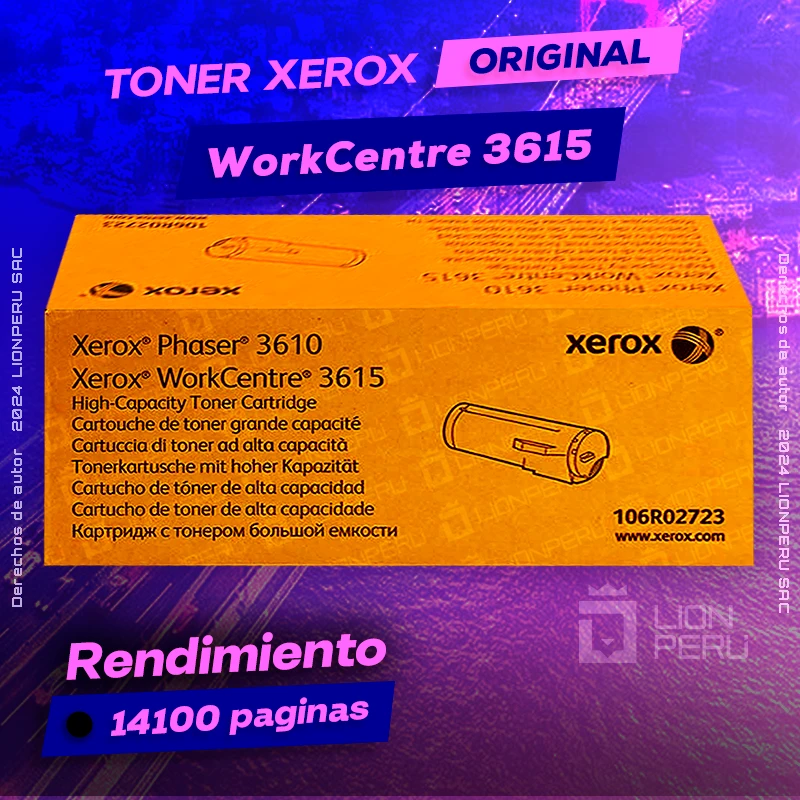 TONER XEROX ORIGINAL
WorkCentre 3615
106R02723
Xerox Phaser 3610
Xerox WorkCentre 3615
xerox
Xerox® Phaser® 3610
Xerox® WorkCentre® 3615
High-Capacity Toner Cartridge
Cartouche de toner grande capacité
Cartuccia di toner ad alta capacità
Tonerkartusche mit hoher Kapazität
Cartucho de tóner de alta capacidad
Cartucho de toner de alta capacidade
Картридж с тонером большой емкости
xerox®
106R02723
www.xerox.com
Derechos de autor 2024 LIONPERU SAC
Derechos de autor 2024 LIONPERU SAC
LION
PERU
Rendimiento
14100 paginas